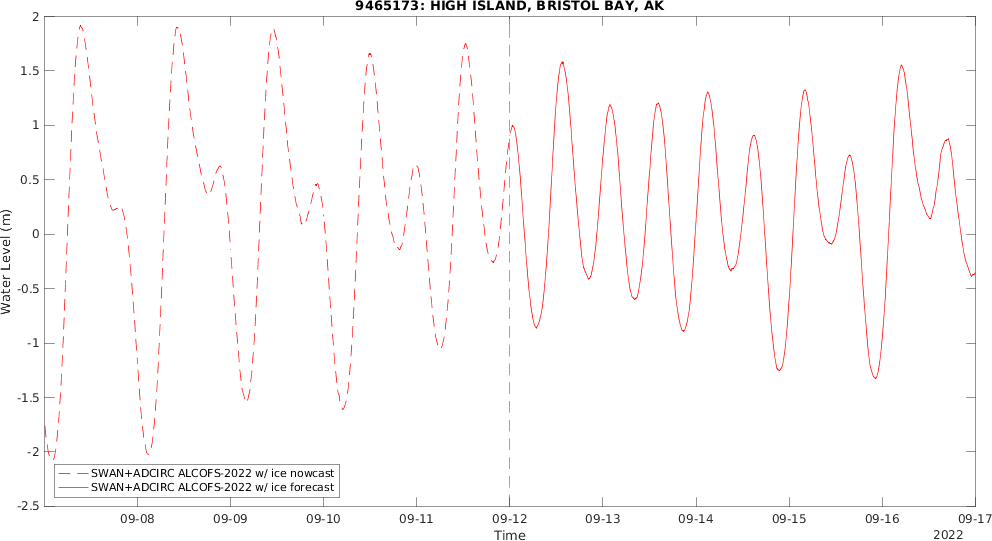 9465173: HIGH ISLAND, BRISTOL BAY, AK
2
1.5
1
0.5
0
-0.5
-1
-1.5
-2
-2.5
Water Level (m)
SWAN+ADCIRC ALCOFS-2022 w/ ice nowcast
SWAN+ADCIRC ALCOFS-2022 w/ ice forecast
09-08 09-09 09-10 09-11 09-12 09-13 09-14 09-15 09-16 09-17
Time
2022